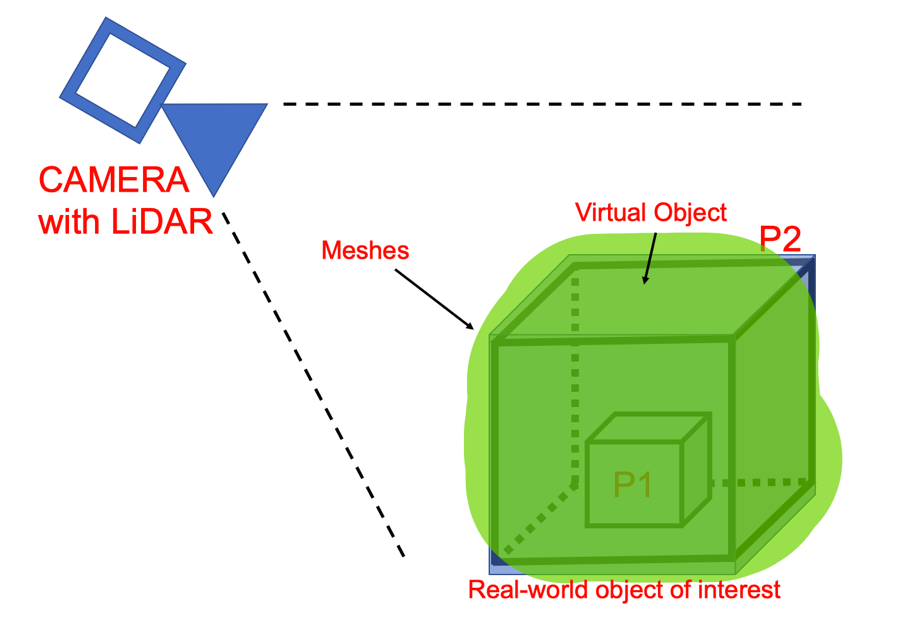 CAMERA
with LiDAR
Virtual Object
P2
Meshes
P1
Real-world object of interest